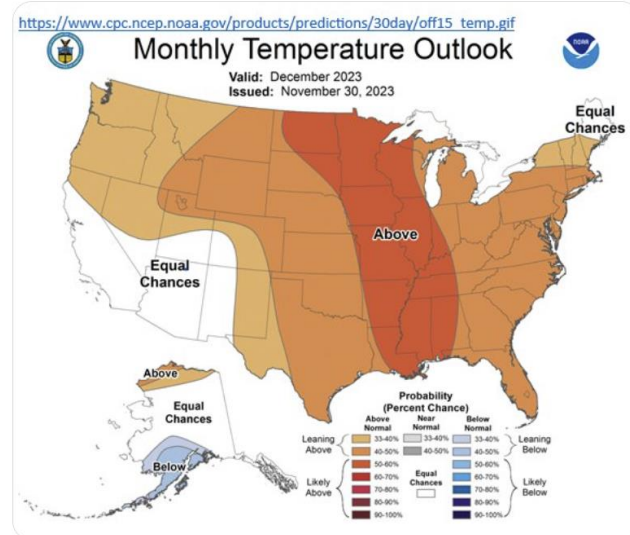 https://www.cpc.ncep.noaa.gov/products/predictions/30day/off15_temp.gif
Monthly Temperature Outlook
Valid: December 2023
Issued: November 30, 2023
NOAA
Equal
Chances
Above
Equal
Chances
Above
Equal
Chances
Below
Probability
(Percent Chance)
Above
Normal
Near
Normal
Below
Normal
Leaning
Above
33-40%
33-40%
33-40%
Leaning
Below
40-50%
40-50%
40-50%
Likely
Above
50-60%
50-60%
Likely
Below
60-70%
Equal
Chances
60-70%
70-80%
70-80%
80-90%
80-90%
90-100%
90-100%